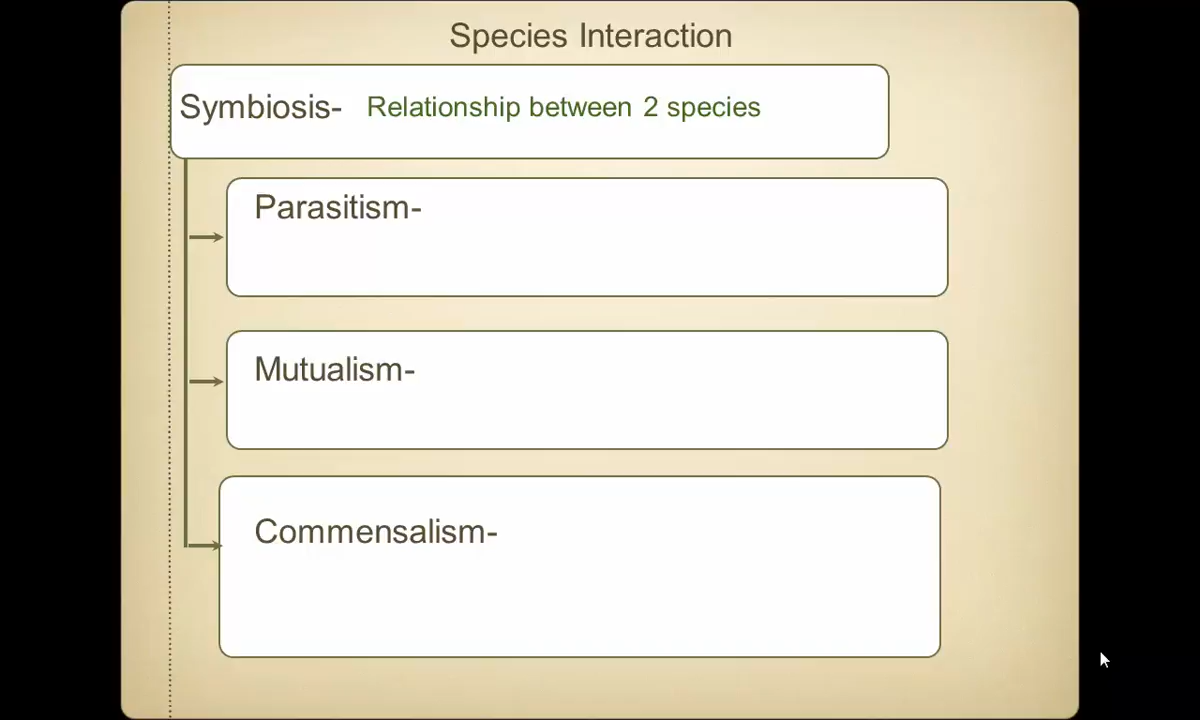 Species Interaction
Symbiosis- Relationship between 2 species
Parasitism-
Mutualism-
Commensalism-